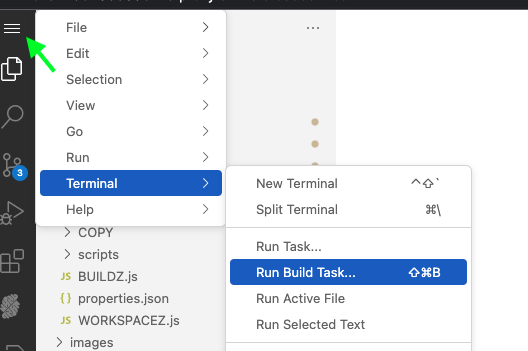 File
Edit
Selection
View
Go
Run
Terminal
Help
3
New Terminal ⌃⇧`
Split Terminal ⌘\
Run Task...
Run Build Task... ⇧⌘B
Run Active File
Run Selected Text
COPY
scripts
JS BUILDZ.js
{ } properties.json
JS WORKSPACEZ.js
images